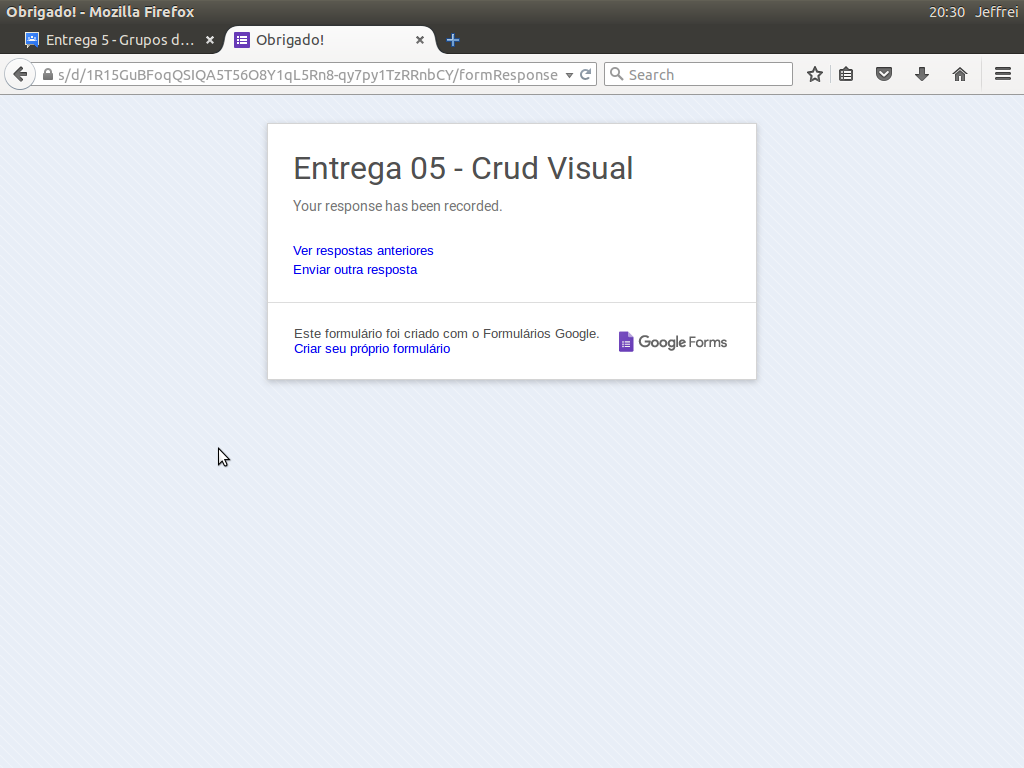 Obrigado! - Mozilla Firefox 20:30 Jeffrei
Entrega 5 - Grupos d... Obrigado!
s/d/1R15GuBFoqQSIQA5T56O8Y1qL5Rn8-qy7py1TzRRnbCY/formResponse Search
Entrega 05 - Crud Visual
Your response has been recorded.
Ver respostas anteriores
Enviar outra resposta
Este formulário foi criado com o Formulários Google.
Criar seu próprio formulário
Google Forms